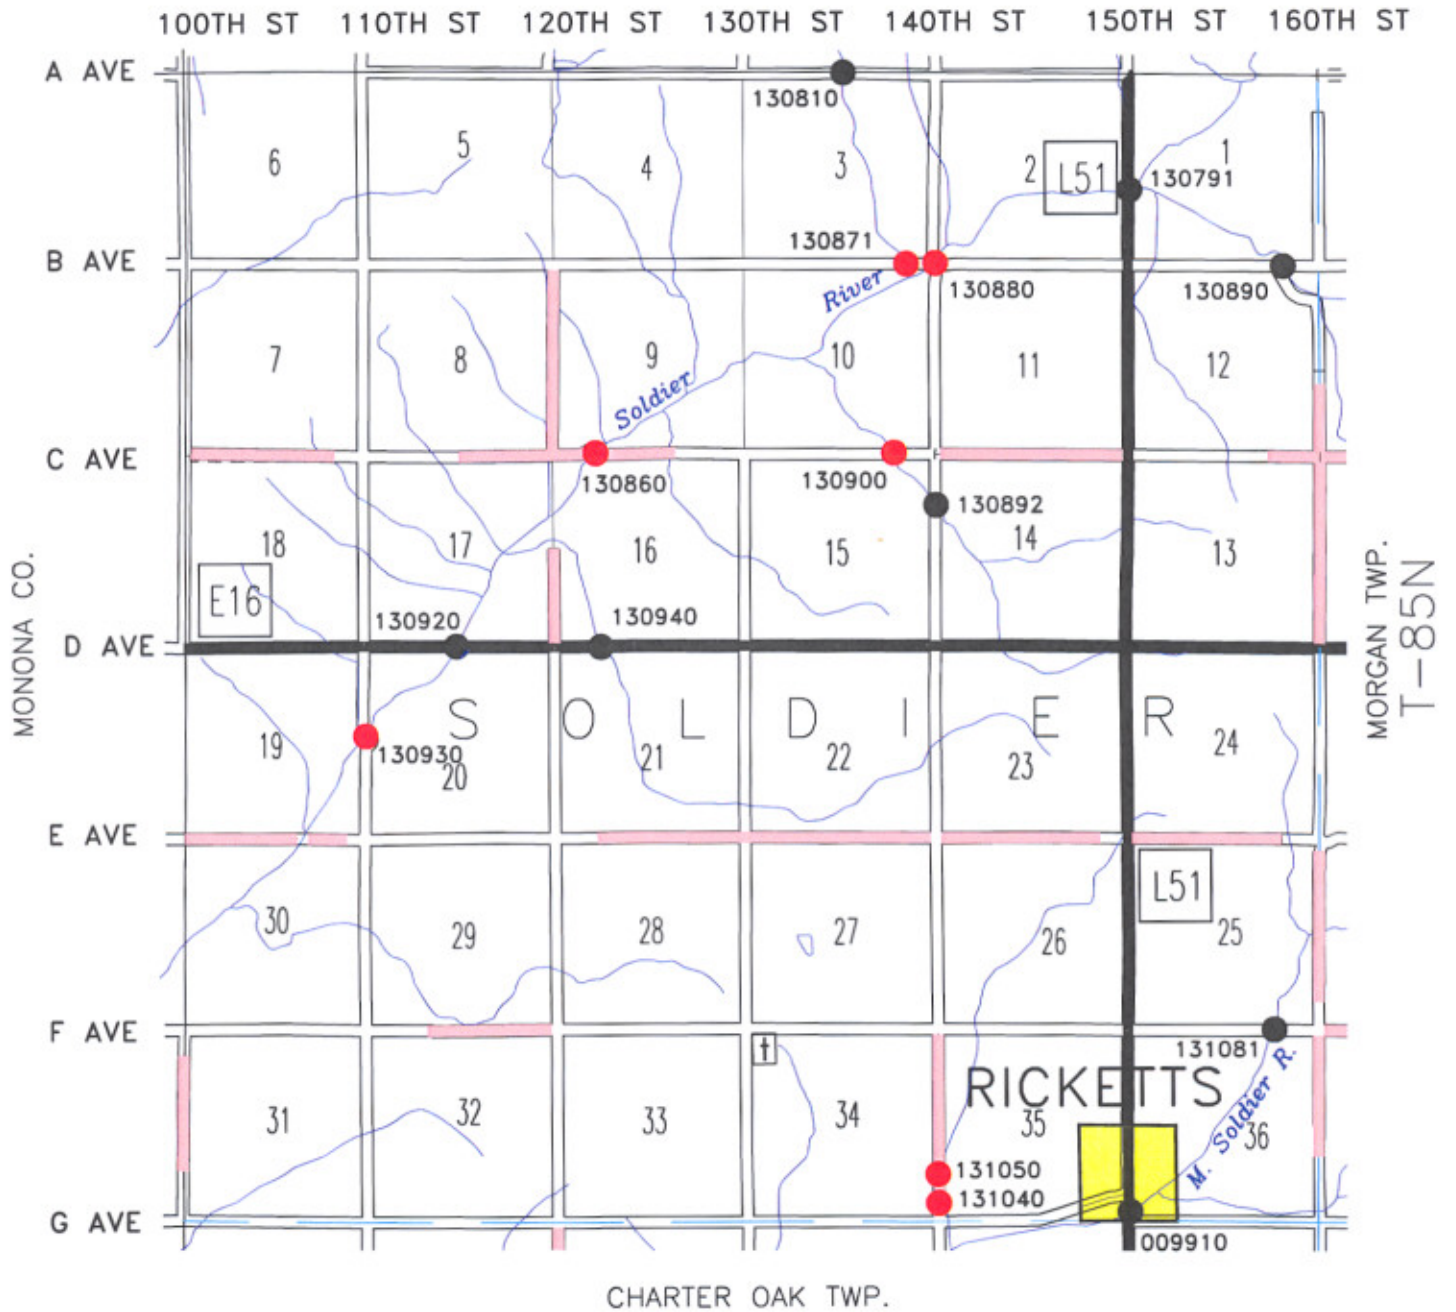 100TH ST 110TH ST 120TH ST 130TH ST 140TH ST 150TH ST 160TH ST
A AVE
130810
6 5 4 3 2 L51 1
130791
130871
B AVE
River
130880
130890
7 8 9 10 11 12
Soldier
C AVE
130860
130900
130892
18 17 16 15 14 13
E16
130920
130940
D AVE
MONONA CO.
MORGAN TWP.
T-85N
SOLDIER
19 20 21 22 23 24
130930
E AVE
L51
30 29 28 27 26 25
F AVE
131081
RICKETTS
M. Soldier R.
31 32 33 34 35 36
131050
131040
G AVE
009910
CHARTER OAK TWP.